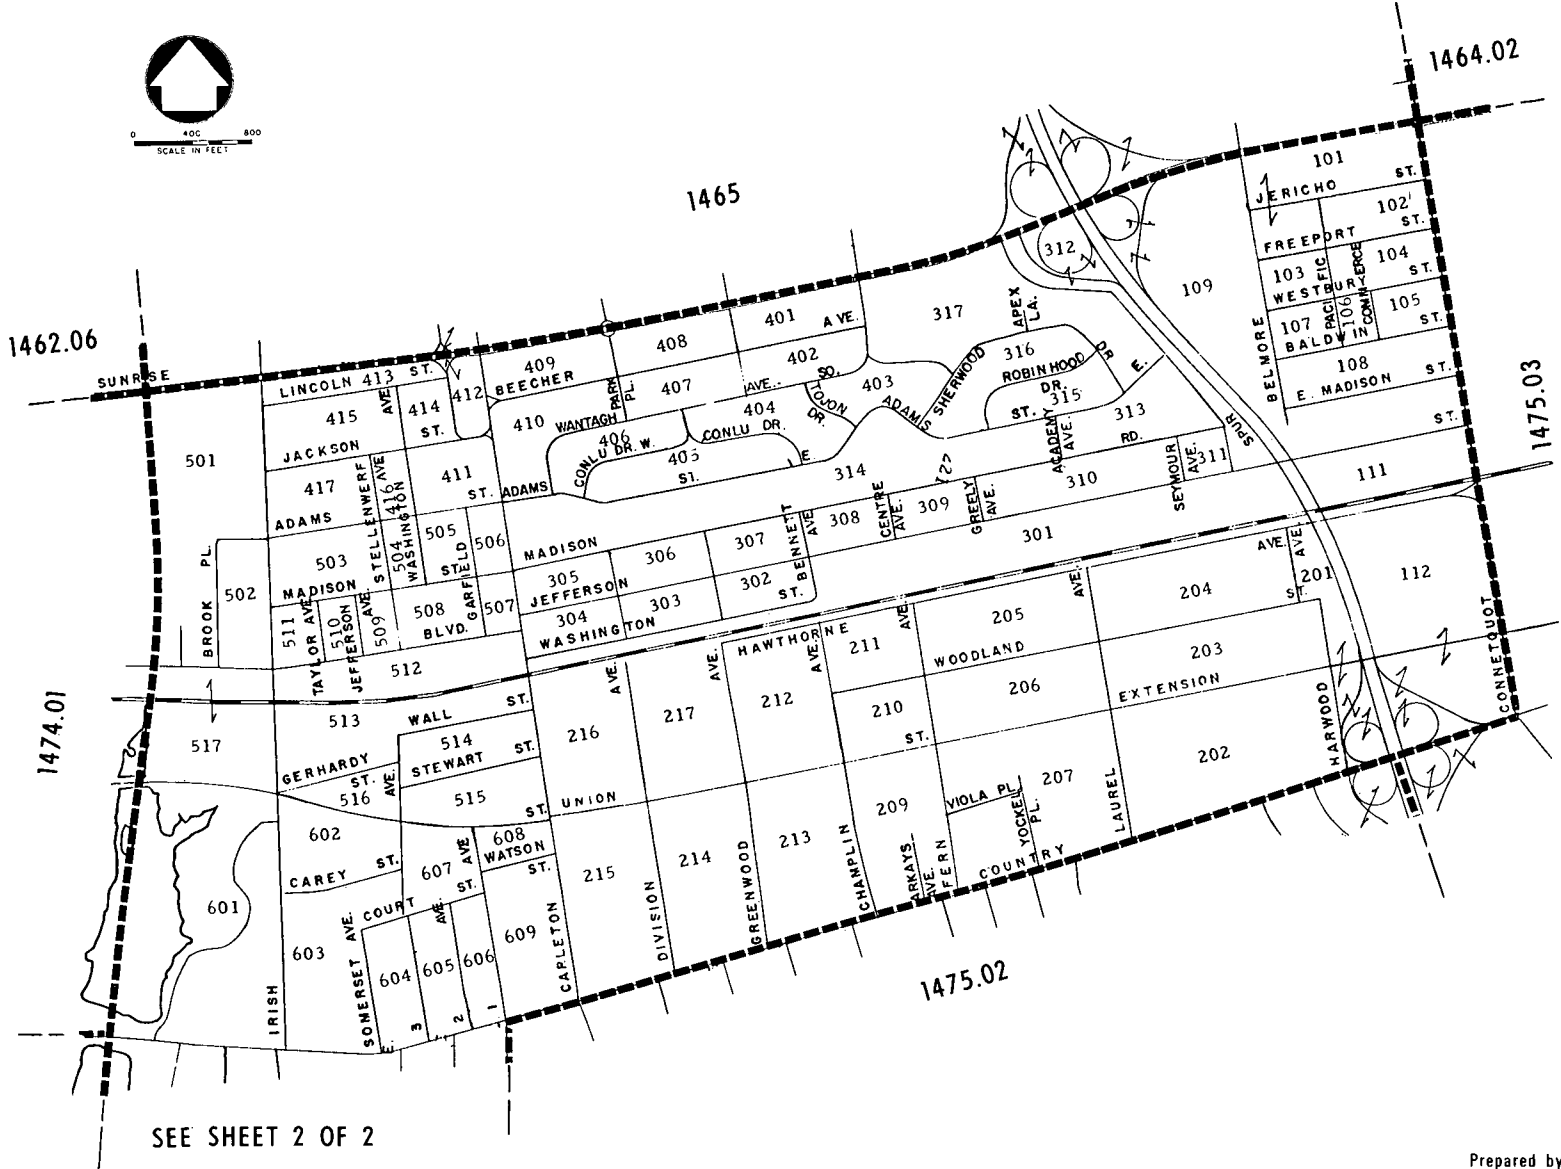 1464.02
0 400 800
SCALE IN FEET
1465
101
JERICHO ST.
102
FREEPORT ST.
103 PACIFIC COMMERCE 104
WESTBURY ST.
107 106 105
BALDWIN ST.
108
E. MADISON ST.
BELMORE
109
312
317
APEX LA.
1462.06
SUNRISE
401 AVE.
408
409
BEECHER
402
407 AVE. SO.
LINCOLN 413 ST.
412
415 AVE. 414 ST.
410
WANTAGH PARK PL.
406
CONLU DR. W.
405 ST.
404
CONLU DR. E.
TOJON DR.
403
ADAMS
SHERWOOD
316
ROBINHOOD DR.
DR. E.
ST. 315
ACADEMY AVE.
313
RD.
SPUR
ST.
1475.03
501
JACKSON
417
STELLENWERF AVE.
416
WASHINGTON
411
ST. ADAMS
314
27
SEYMOUR AVE.
311
111
310
GREELY AVE.
309
CENTRE AVE.
308
BENNETT AVE.
307
306
MADISON
305
JEFFERSON
304
303
302 ST.
WASHINGTON
301
ADAMS
503
504
505
506
ST.
GARFIELD
MADISON
502
BROOK PL.
511
TAYLOR AVE.
510
JEFFERSON AVE.
509
508
BLVD.
507
512
AVE. AVE.
201 ST.
112
204
205
AVE.
WOODLAND
203
206
EXTENSION
HARWOOD
CONNETQUOT
AVE.
211
HAWTHORNE
AVE.
AVE.
AVE.
212
210
ST.
217
216
1474.01
517
513
WALL ST.
514
STEWART ST.
GERHARDY ST.
AVE.
516
515
ST. UNION
202
207
VIOLA PL.
YOCKEL PL.
LAUREL
209
213
214
215
608
WATSON ST.
AVE
607
ST.
602
CAREY ST.
COURT AVE.
601
603
SOMERSET AVE.
604
605
606
609
CAPLETON
DIVISION
GREENWOOD
CHAMPLIN
ARKAYS AVE.
FERN
COUNTRY
1475.02
IRISH
E. 3 2 1
SEE SHEET 2 OF 2
Prepared by